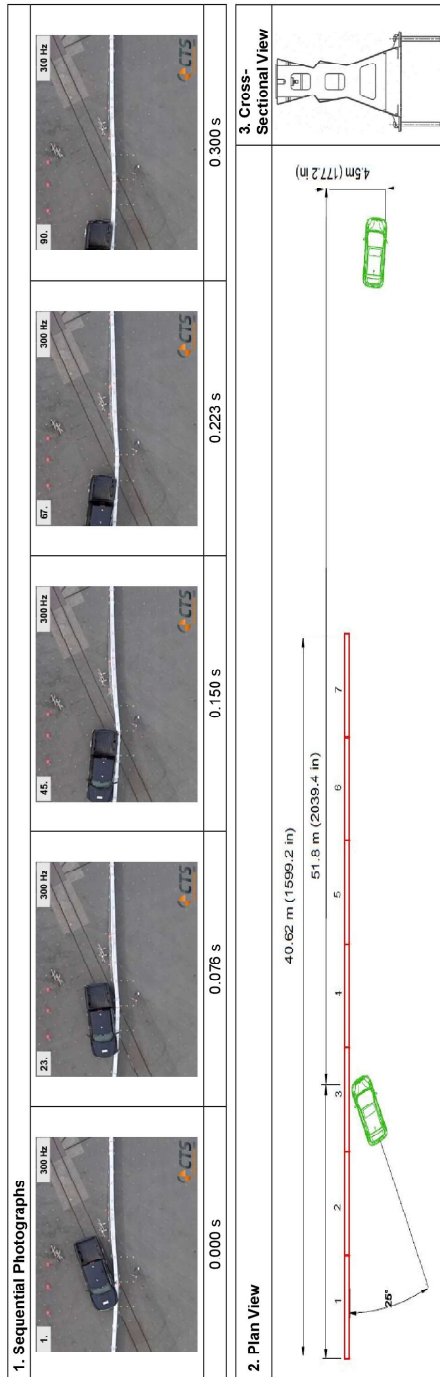 1. Sequential Photographs
1.
300 Hz
CTS
23.
300 Hz
CTS
45.
300 Hz
CTS
67.
300 Hz
CTS
90.
300 Hz
CTS
0.000 s
0.076 s
0.150 s
0.223 s
0.300 s
2. Plan View
40.62 m (1599.2 in)
51.8 m (2039.4 in)
1
2
3
4
5
6
7
25°
4.5m (177.2 in)
3. Cross-
Sectional View